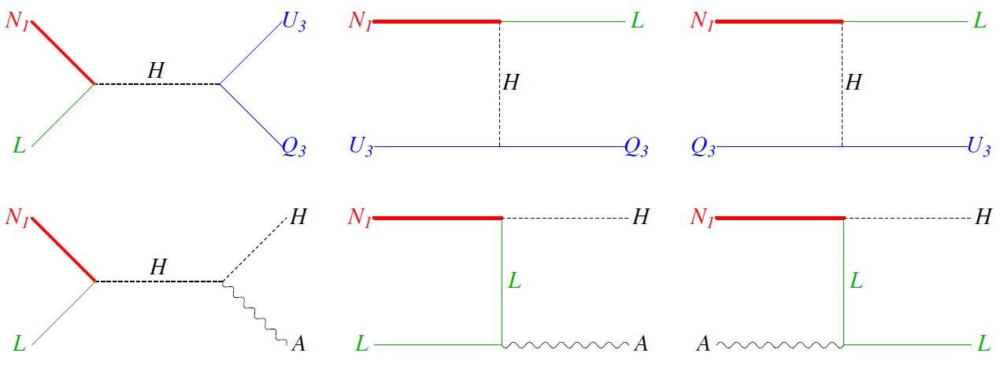 N1 U3 N1 L N1 L
H H H
L Q3 U3 Q3 Q3 U3
N1 H N1 H N1 H
H L L
L A L A A L